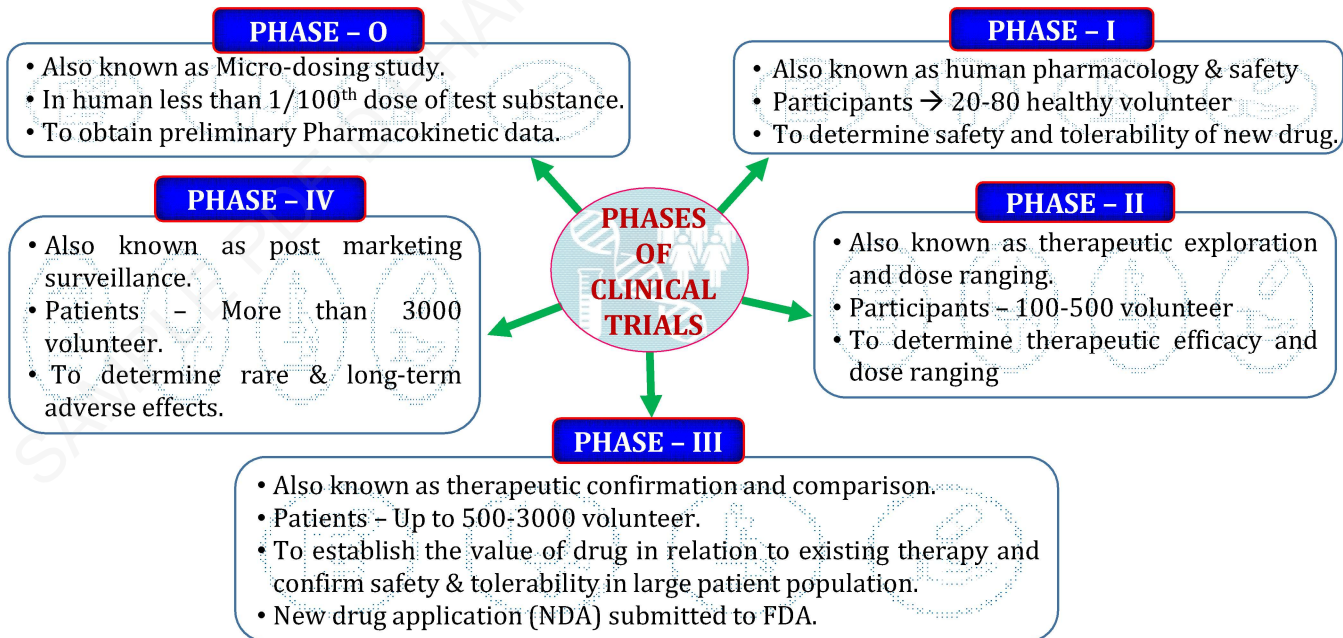 PHASE – O
• Also known as Micro-dosing study.
• In human less than 1/100th dose of test substance.
• To obtain preliminary Pharmacokinetic data.
PHASE – I
• Also known as human pharmacology & safety
• Participants → 20-80 healthy volunteer
• To determine safety and tolerability of new drug.
PHASES
OF
CLINICAL
TRIALS
PHASE – IV
• Also known as post marketing
surveillance.
• Patients – More than 3000
volunteer.
• To determine rare & long-term
adverse effects.
PHASE – II
• Also known as therapeutic exploration
and dose ranging.
• Participants – 100-500 volunteer
• To determine therapeutic efficacy and
dose ranging
PHASE – III
• Also known as therapeutic confirmation and comparison.
• Patients – Up to 500-3000 volunteer.
• To establish the value of drug in relation to existing therapy and
confirm safety & tolerability in large patient population.
• New drug application (NDA) submitted to FDA.